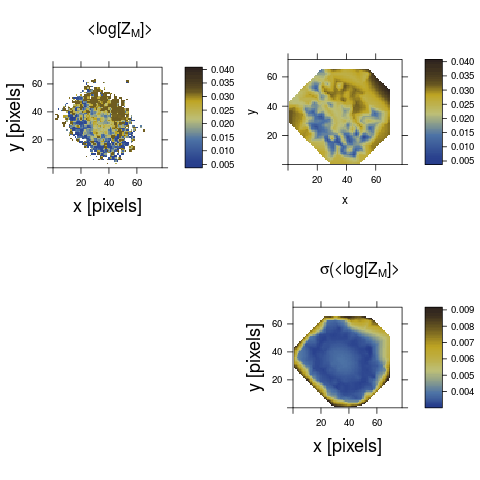 <log[Z_M]>
y [pixels]
60
40
20
20 40 60
x [pixels]
0.040
0.035
0.030
0.025
0.020
0.015
0.010
0.005
y
60
40
20
20 40 60
x
0.040
0.035
0.030
0.025
0.020
0.015
0.010
0.005
σ(<log[Z_M]>
y [pixels]
60
40
20
20 40 60
x [pixels]
0.009
0.008
0.007
0.006
0.005
0.004